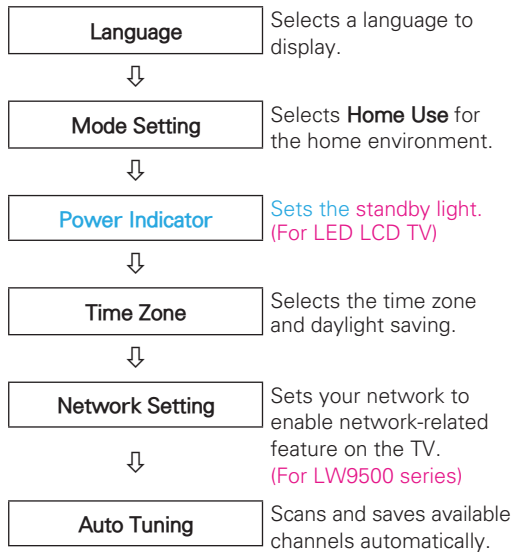 Language
Selects a language to
display.
Mode Setting
Selects Home Use for
the home environment.
Power Indicator
Sets the standby light.
(For LED LCD TV)
Time Zone
Selects the time zone
and daylight saving.
Network Setting
Sets your network to
enable network-related
feature on the TV.
(For LW9500 series)
Auto Tuning
Scans and saves available
channels automatically.